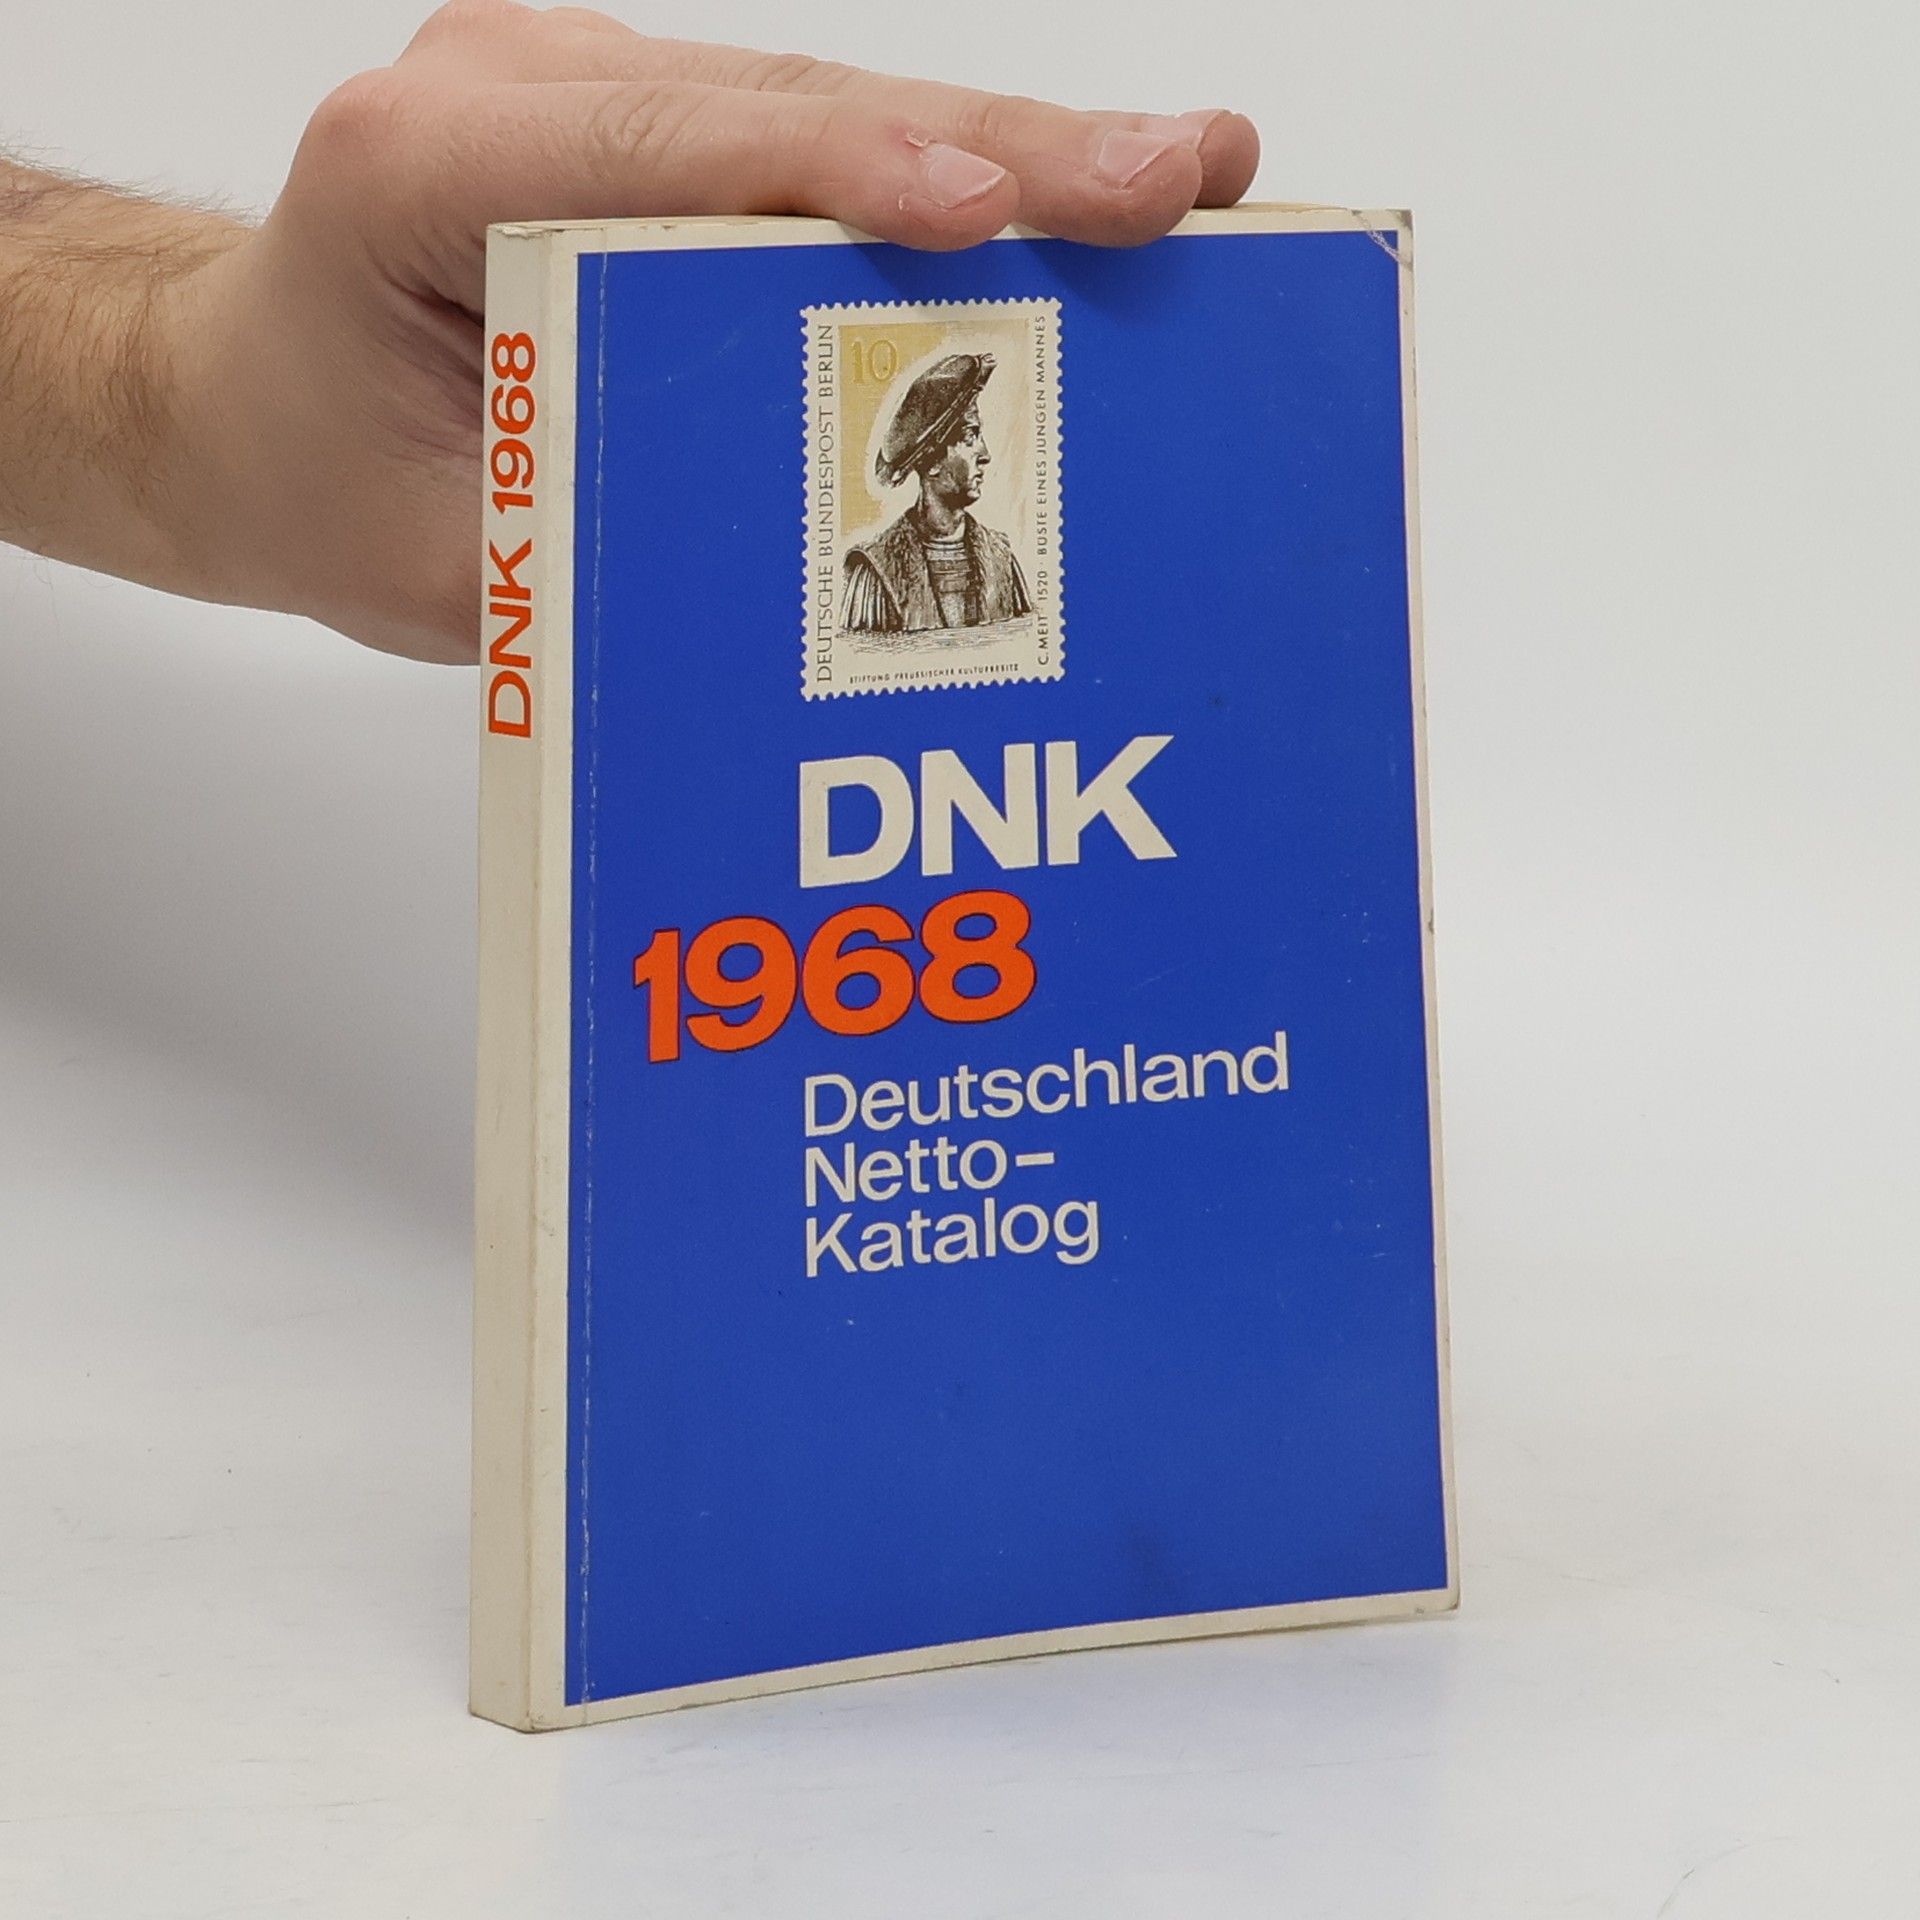 DNK 1968
10
DEUTSCHE BUNDESPOST BERLIN
C. MEIT 1520 · BÜSTE EINES JUNGEN MANNES
STIFTUNG PREUSSISCHER KULTURBESITZ
DNK
1968
Deutschland
Netto-
Katalog